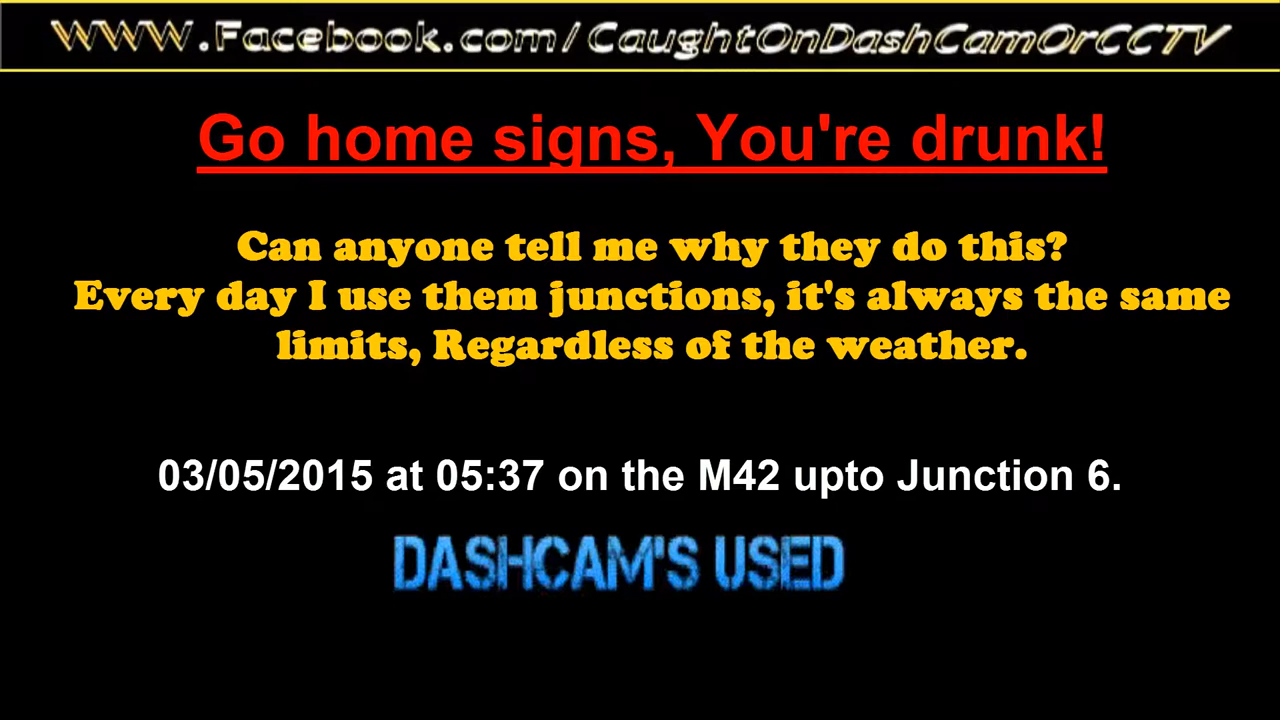 WWW.Facebook.com/CaughtOnDashCamOrCCTV
Go home signs, You're drunk!
Can anyone tell me why they do this?
Every day I use them junctions, it's always the same
limits, Regardless of the weather.
03/05/2015 at 05:37 on the M42 upto Junction 6.
DASHCAM'S USED